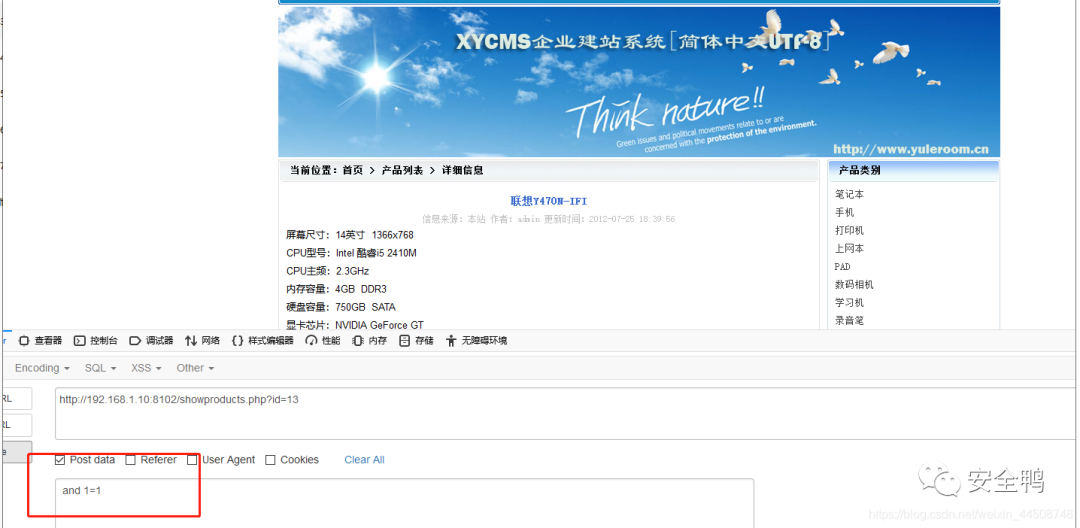 XYCMS企业建站系统[简体中文UTF8]
Think nature!!
Green issues and political movements relate to or are
concerned with the protection of the environment.
http://www.yuleroom.cn
当前位置：首页 > 产品列表 > 详细信息
联想Y470N-IFI
信息来源：本站 作者：admin 更新时间：2012-07-25 18:39:56
屏幕尺寸：14英寸 1366x768
CPU型号：Intel 酷睿i5 2410M
CPU主频：2.3GHz
内存容量：4GB DDR3
硬盘容量：750GB SATA
显卡芯片：NVIDIA GeForce GT
产品类别
笔记本
手机
打印机
上网本
PAD
数码相机
学习机
录音笔
查看器 控制台 调试器 网络 样式编辑器 性能 内存 存储 无障碍环境
Encoding SQL XSS Other
RL
http://192.168.1.10:8102/showproducts.php?id=13
RL
e
Post data Referer User Agent Cookies Clear All
and 1=1
安全鸭
https://blog.csdn.net/weixin_44508748